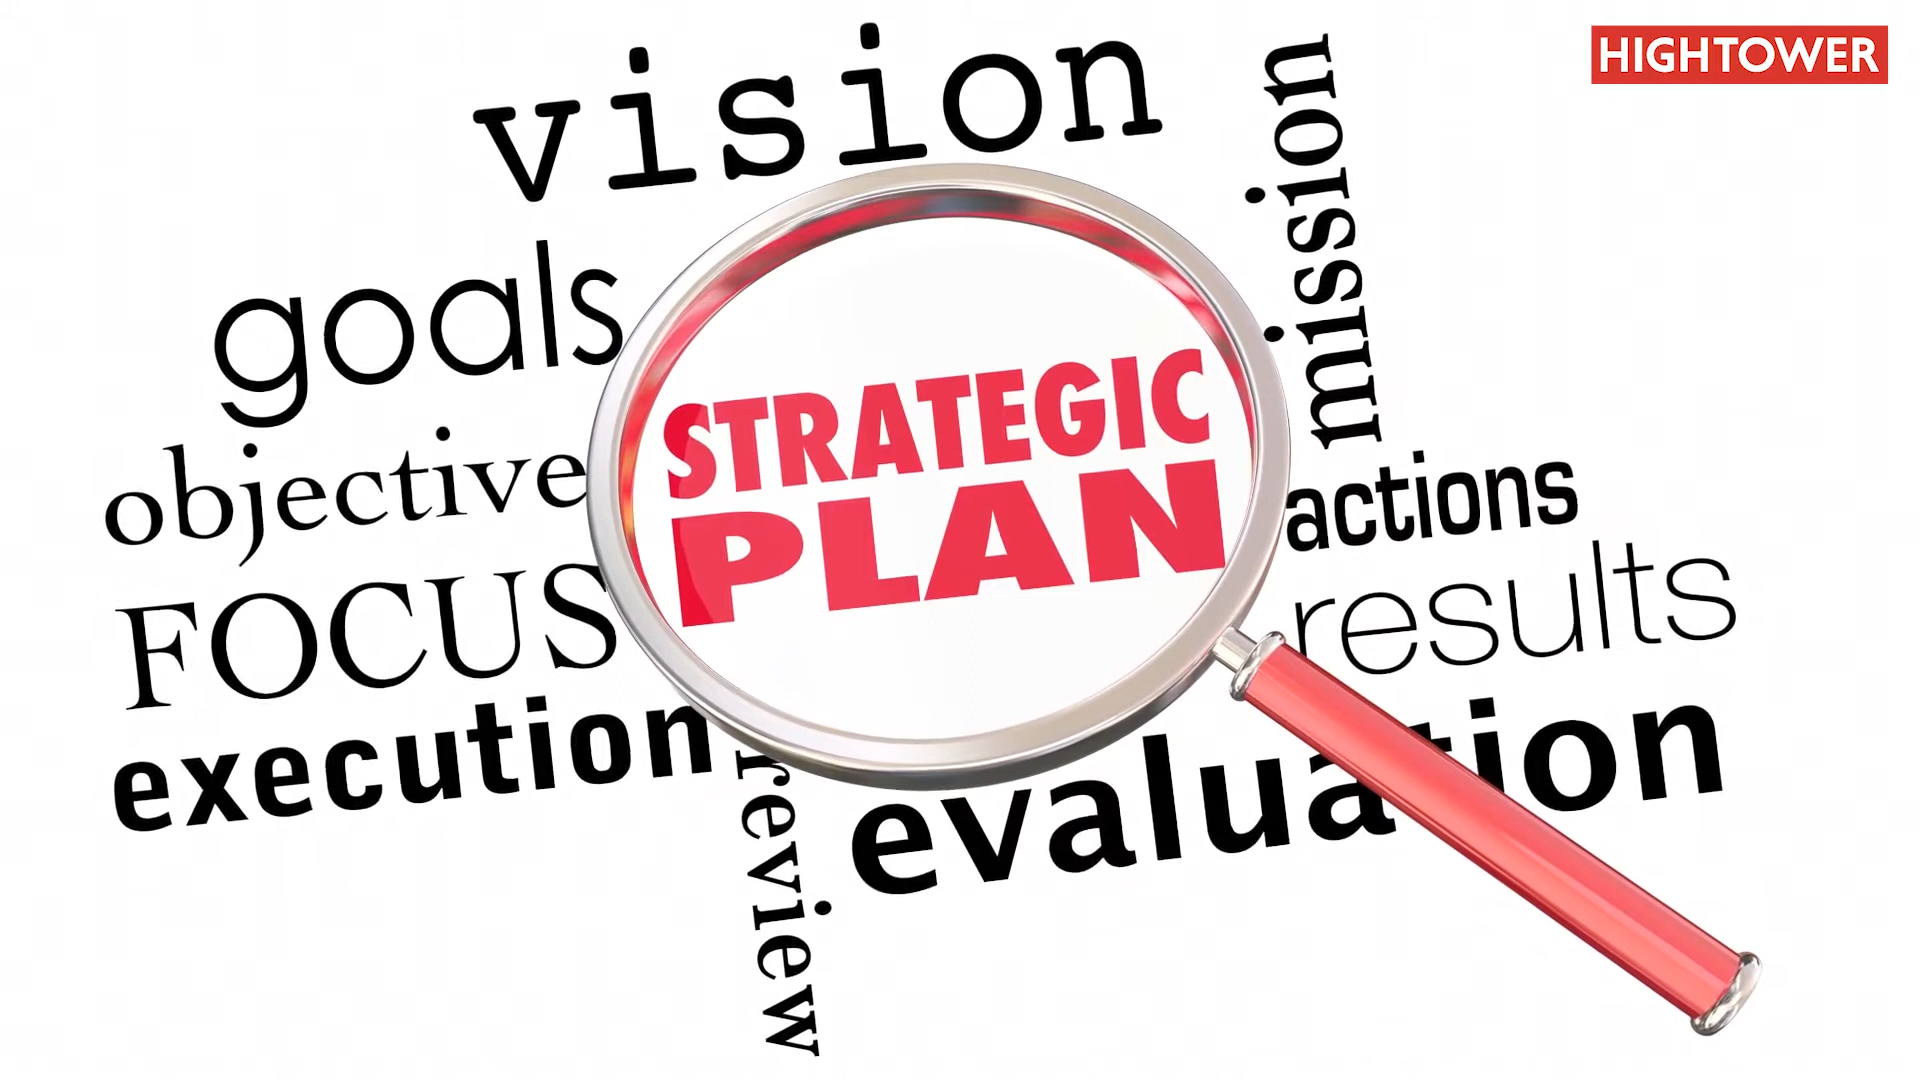 HIGHTOWER
vision
mission
goals
STRATEGIC
PLAN
objective
actions
FOCUS
results
execution
evaluation
review